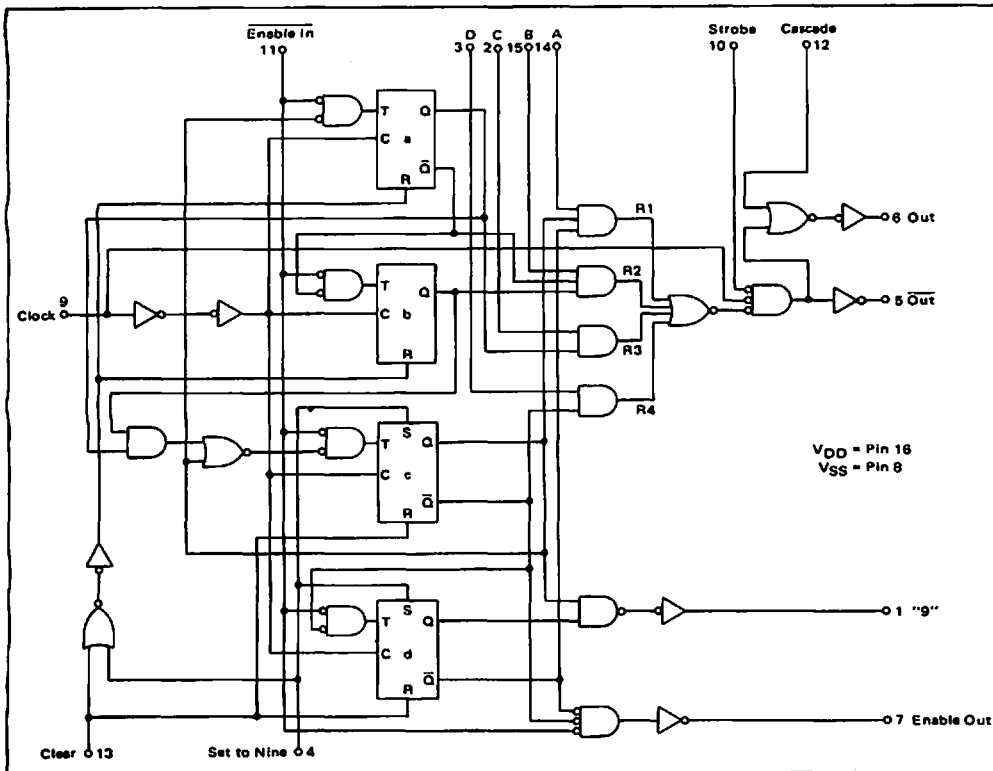 Enable In
11
D
3
C
2
B
15
A
14
Strobe
10
Cascade
12
T Q
C a
Q
R
R1
6 Out
T Q
R2
9
Clock
C b
5 Out
R
R3
R4
S
T Q
VDD = Pin 16
VSS = Pin 8
C c
Q
R
S
T Q
1 "9"
C d
Q
R
7 Enable Out
Clear 13
Set to Nine 4